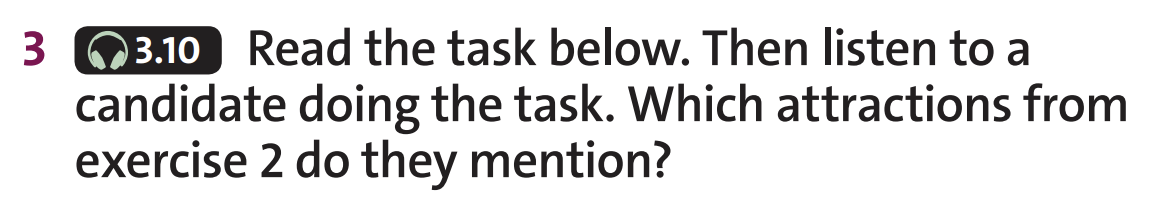 3 3.10 Read the task below. Then listen to a
candidate doing the task. Which attractions from
exercise 2 do they mention?